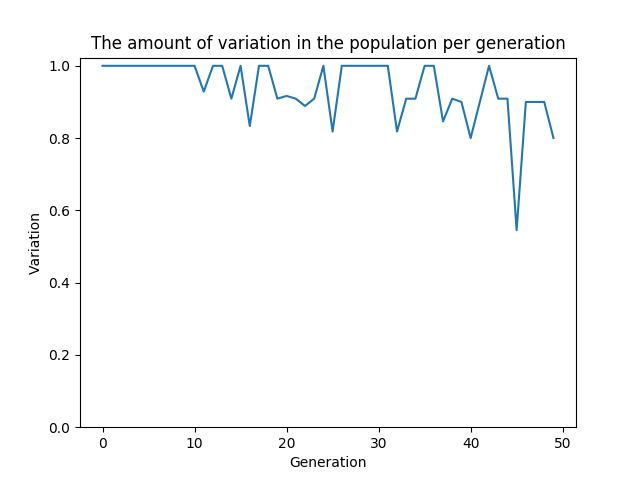 The amount of variation in the population per generation
1.0
0.8
0.6
0.4
0.2
0.0
Variation
0 10 20 30 40 50
Generation